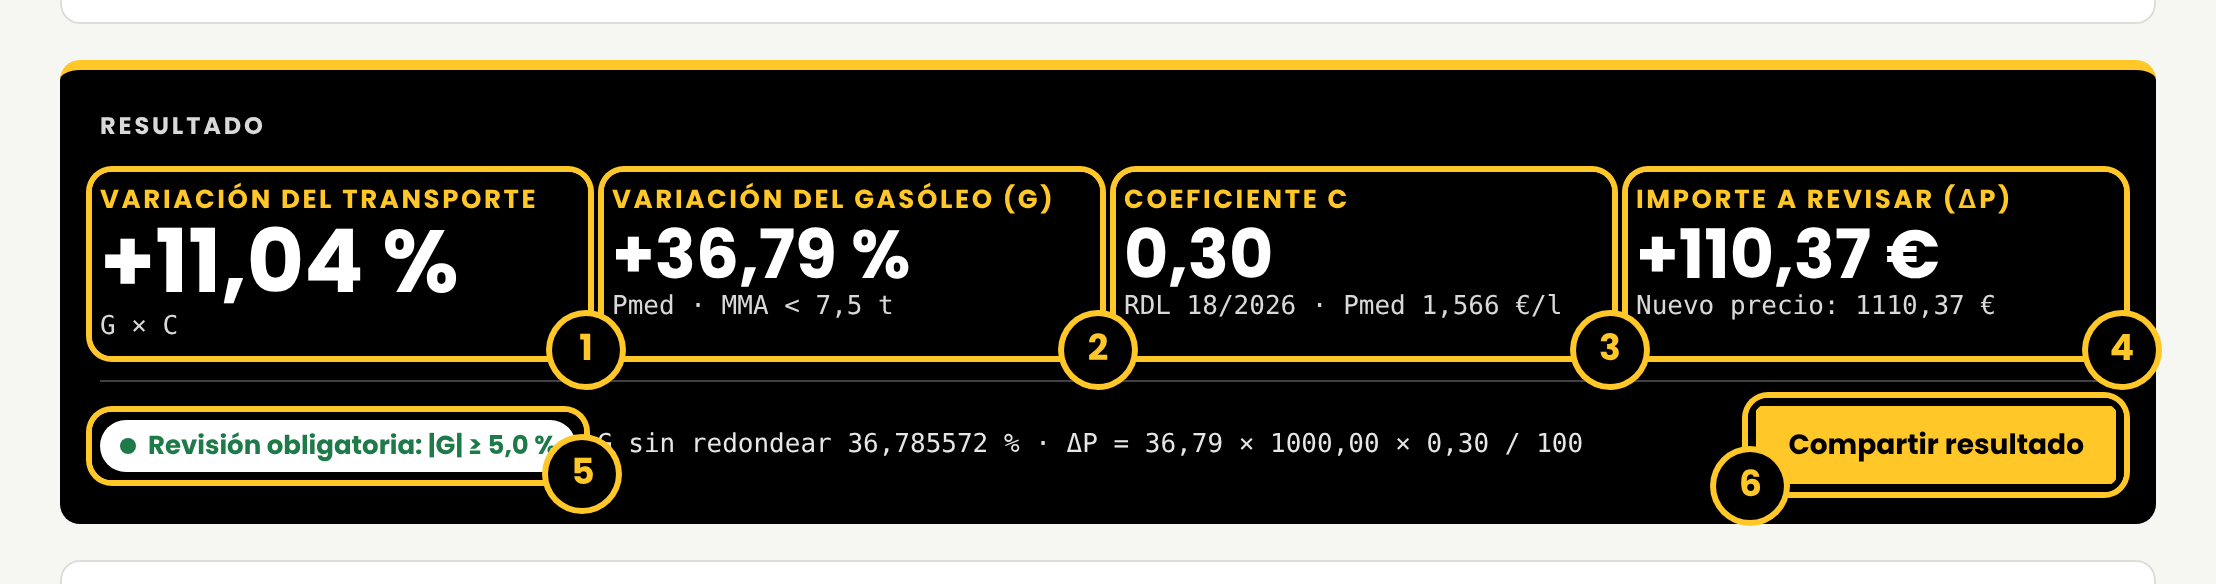 RESULTADO
VARIACIÓN DEL TRANSPORTE
+11,04 %
G × C
1
VARIACIÓN DEL GASÓLEO (G)
+36,79 %
Pmed · MMA < 7,5 t
2
COEFICIENTE C
0,30
RDL 18/2026 · Pmed 1,566 €/l
3
IMPORTE A REVISAR (ΔP)
+110,37 €
Nuevo precio: 1110,37 €
4
Revisión obligatoria: |G| ≥ 5,0 %
5
G sin redondear 36,785572 % · ΔP = 36,79 × 1000,00 × 0,30 / 100
Compartir resultado
6